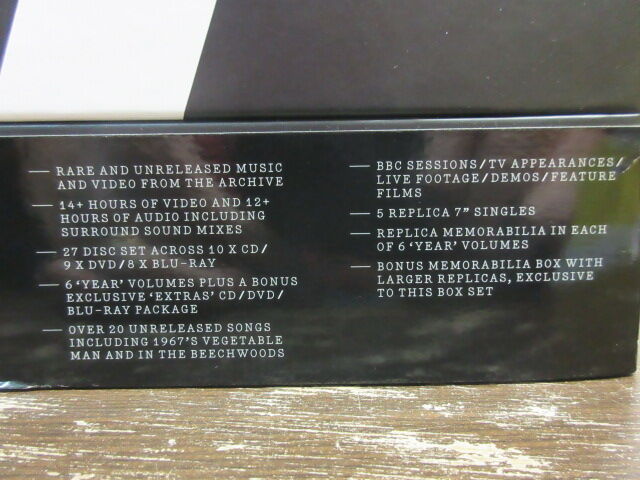 — RARE AND UNRELEASED MUSIC
AND VIDEO FROM THE ARCHIVE
— 14+ HOURS OF VIDEO AND 12+
HOURS OF AUDIO INCLUDING
SURROUND SOUND MIXES
— 27 DISC SET ACROSS 10 X CD/
9 X DVD/8 X BLU-RAY
— 6 ‘YEAR’ VOLUMES PLUS A BONUS
EXCLUSIVE ‘EXTRAS’ CD/DVD/
BLU-RAY PACKAGE
— OVER 20 UNRELEASED SONGS
INCLUDING 1967’S VEGETABLE
MAN AND IN THE BEECHWOODS
— BBC SESSIONS/TV APPEARANCES/
LIVE FOOTAGE/DEMOS/FEATURE
FILMS
— 5 REPLICA 7” SINGLES
— REPLICA MEMORABILIA IN EACH
OF 6 ‘YEAR’ VOLUMES
— BONUS MEMORABILIA BOX WITH
LARGER REPLICAS, EXCLUSIVE
TO THIS BOX SET